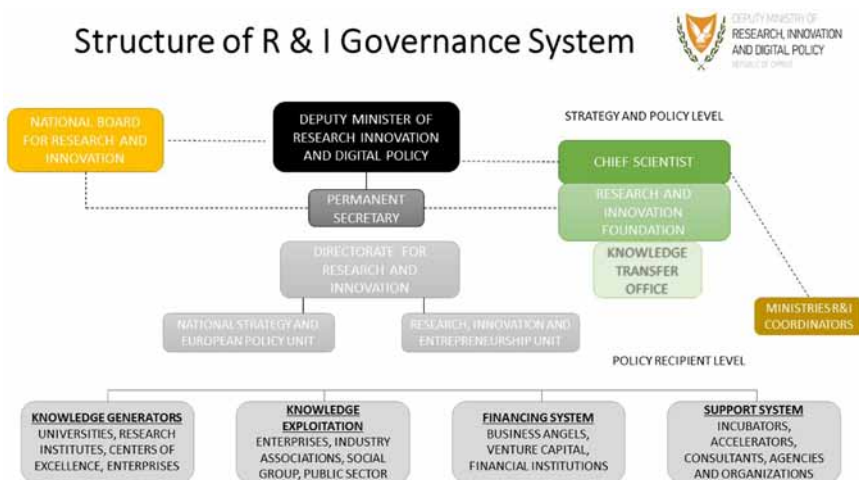 Structure of R & I Governance System
DEPUTY MINISTRY OF
RESEARCH, INNOVATION
AND DIGITAL POLICY
REPUBLIC OF CYPRUS
NATIONAL BOARD
FOR RESEARCH AND
INNOVATION
DEPUTY MINISTER OF
RESEARCH INNOVATION
AND DIGITAL POLICY
STRATEGY AND POLICY LEVEL
CHIEF SCIENTIST
PERMANENT
SECRETARY
RESEARCH AND
INNOVATION
FOUNDATION
DIRECTORATE FOR
RESEARCH AND
INNOVATION
KNOWLEDGE
TRANSFER
OFFICE
MINISTRIES R&I
COORDINATORS
NATIONAL STRATEGY AND
EUROPEAN POLICY UNIT
RESEARCH, INNOVATION AND
ENTREPRENEURSHIP UNIT
POLICY RECIPIENT LEVEL
KNOWLEDGE GENERATORS
UNIVERSITIES, RESEARCH
INSTITUTES, CENTERS OF
EXCELLENCE, ENTERPRISES
KNOWLEDGE
EXPLOITATION
ENTERPRISES, INDUSTRY
ASSOCIATIONS, SOCIAL
GROUP, PUBLIC SECTOR
FINANCING SYSTEM
BUSINESS ANGELS,
VENTURE CAPITAL,
FINANCIAL INSTITUTIONS
SUPPORT SYSTEM
INCUBATORS,
ACCELERATORS,
CONSULTANTS, AGENCIES
AND ORGANIZATIONS